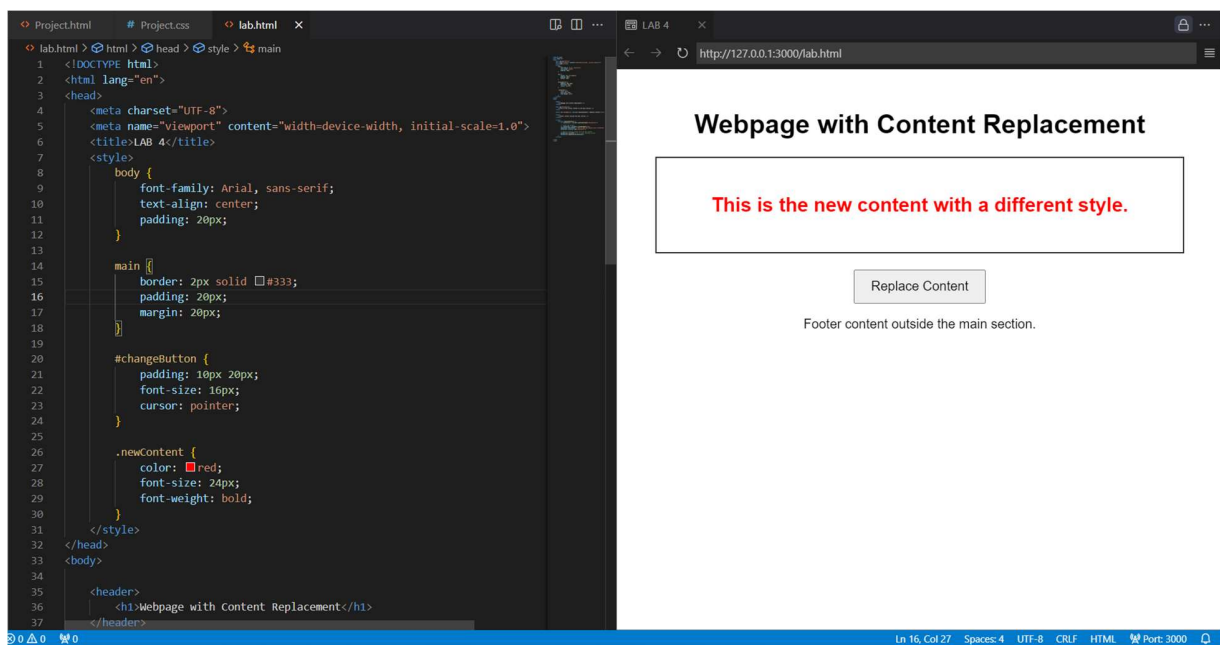 Project.html # Project.css lab.html
lab.html > html > head > style > main
1 <!DOCTYPE html>
2 <html lang="en">
3 <head>
4 <meta charset="UTF-8">
5 <meta name="viewport" content="width=device-width, initial-scale=1.0">
6 <title>LAB 4</title>
7 <style>
8 body {
9 font-family: Arial, sans-serif;
10 text-align: center;
11 padding: 20px;
12 }
13
14 main {
15 border: 2px solid #333;
16 padding: 20px;
17 margin: 20px;
18 }
19
20 #changeButton {
21 padding: 10px 20px;
22 font-size: 16px;
23 cursor: pointer;
24 }
25
26 .newContent {
27 color: red;
28 font-size: 24px;
29 font-weight: bold;
30 }
31 </style>
32 </head>
33 <body>
34
35 <header>
36 <h1>Webpage with Content Replacement</h1>
37 </header>
LAB 4
http://127.0.0.1:3000/lab.html
Webpage with Content Replacement
This is the new content with a different style.
Replace Content
Footer content outside the main section.
0 0 0 Ln 16, Col 27 Spaces: 4 UTF-8 CRLF HTML Port: 3000